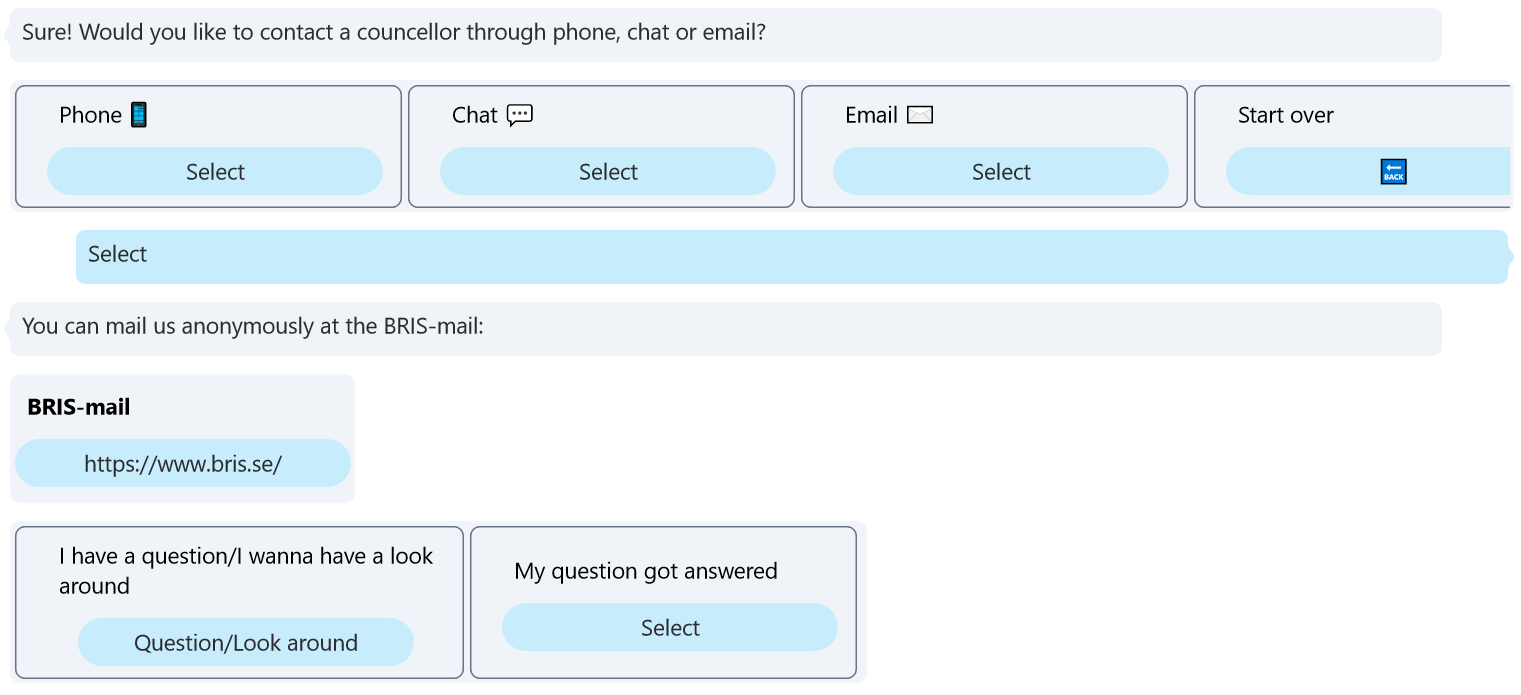 Sure! Would you like to contact a councellor through phone, chat or email?
Phone
Select
Chat
Select
Email
Select
Start over
BACK
Select
You can mail us anonymously at the BRIS-mail:
BRIS-mail
https://www.bris.se/
I have a question/I wanna have a look
around
Question/Look around
My question got answered
Select